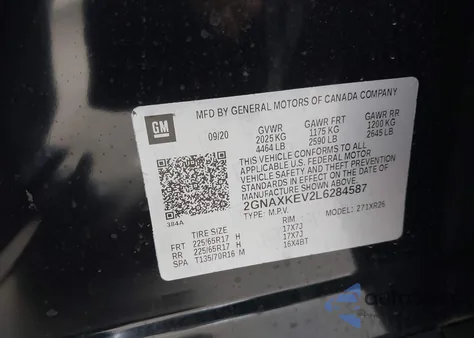 MFD BY GENERAL MOTORS OF CANADA COMPANY
GM 09/20 GVWR GAWR FRT GAWR RR
2025 KG 1175 KG 1200 KG
4464 LB 2590 LB 2645 LB
THIS VEHICLE CONFORMS TO ALL
APPLICABLE U.S. FEDERAL MOTOR
VEHICLE SAFETY AND THEFT PREVENTION
STANDARDS IN EFFECT ON THE DATE OF
MANUFACTURE SHOWN ABOVE.
2GNAXKEV2L6284587
TYPE: M.P.V. MODEL: 271XR26
384A
TIRE SIZE RIM
FRT 225/65R17 H 17X7J
RR 225/65R17 H 17X7J
SPA T135/70R16 M 16X4BT